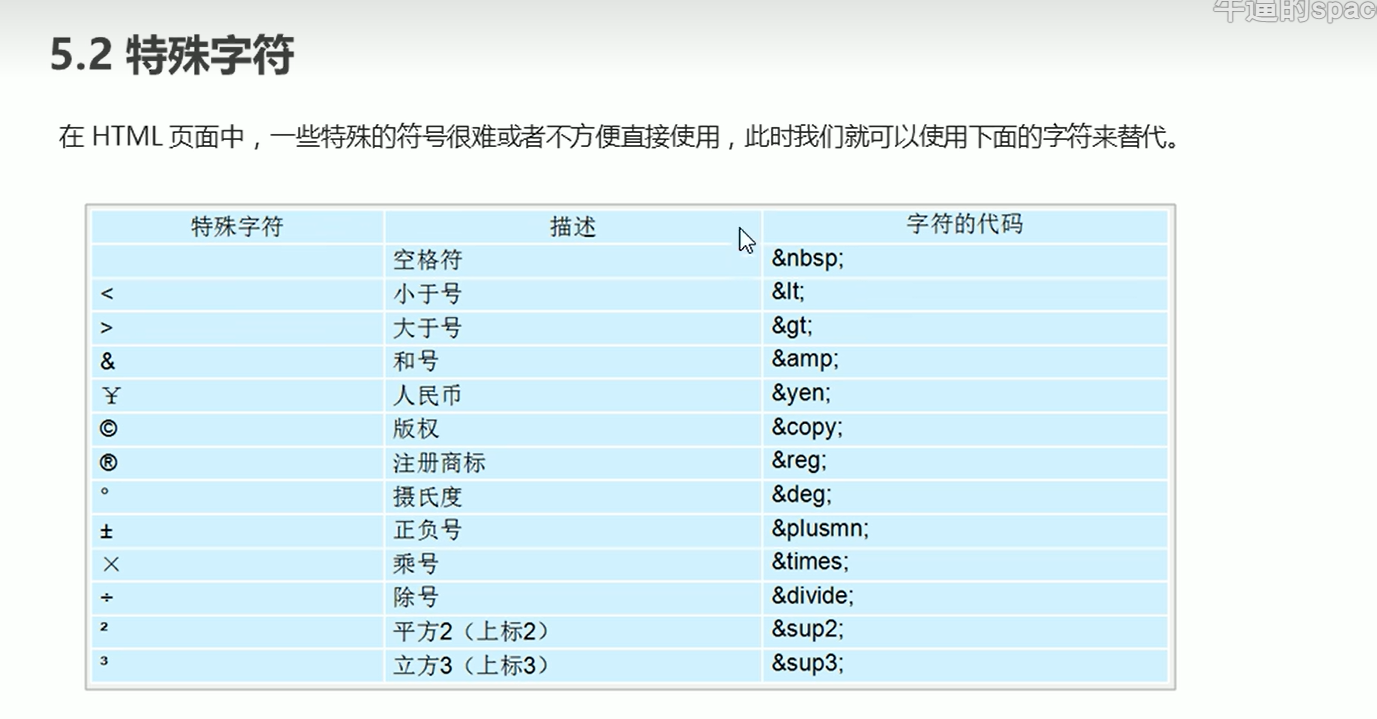 牛逼的spac
5.2 特殊字符
在 HTML 页面中，一些特殊的符号很难或者不方便直接使用，此时我们就可以使用下面的字符来替代。
特殊字符 描述 字符的代码
空格符 &nbsp;
< 小于号 &lt;
> 大于号 &gt;
& 和号 &amp;
￥ 人民币 &yen;
© 版权 &copy;
® 注册商标 &reg;
° 摄氏度 &deg;
± 正负号 &plusmn;
× 乘号 &times;
÷ 除号 &divide;
² 平方2（上标2） &sup2;
³ 立方3（上标3） &sup3;